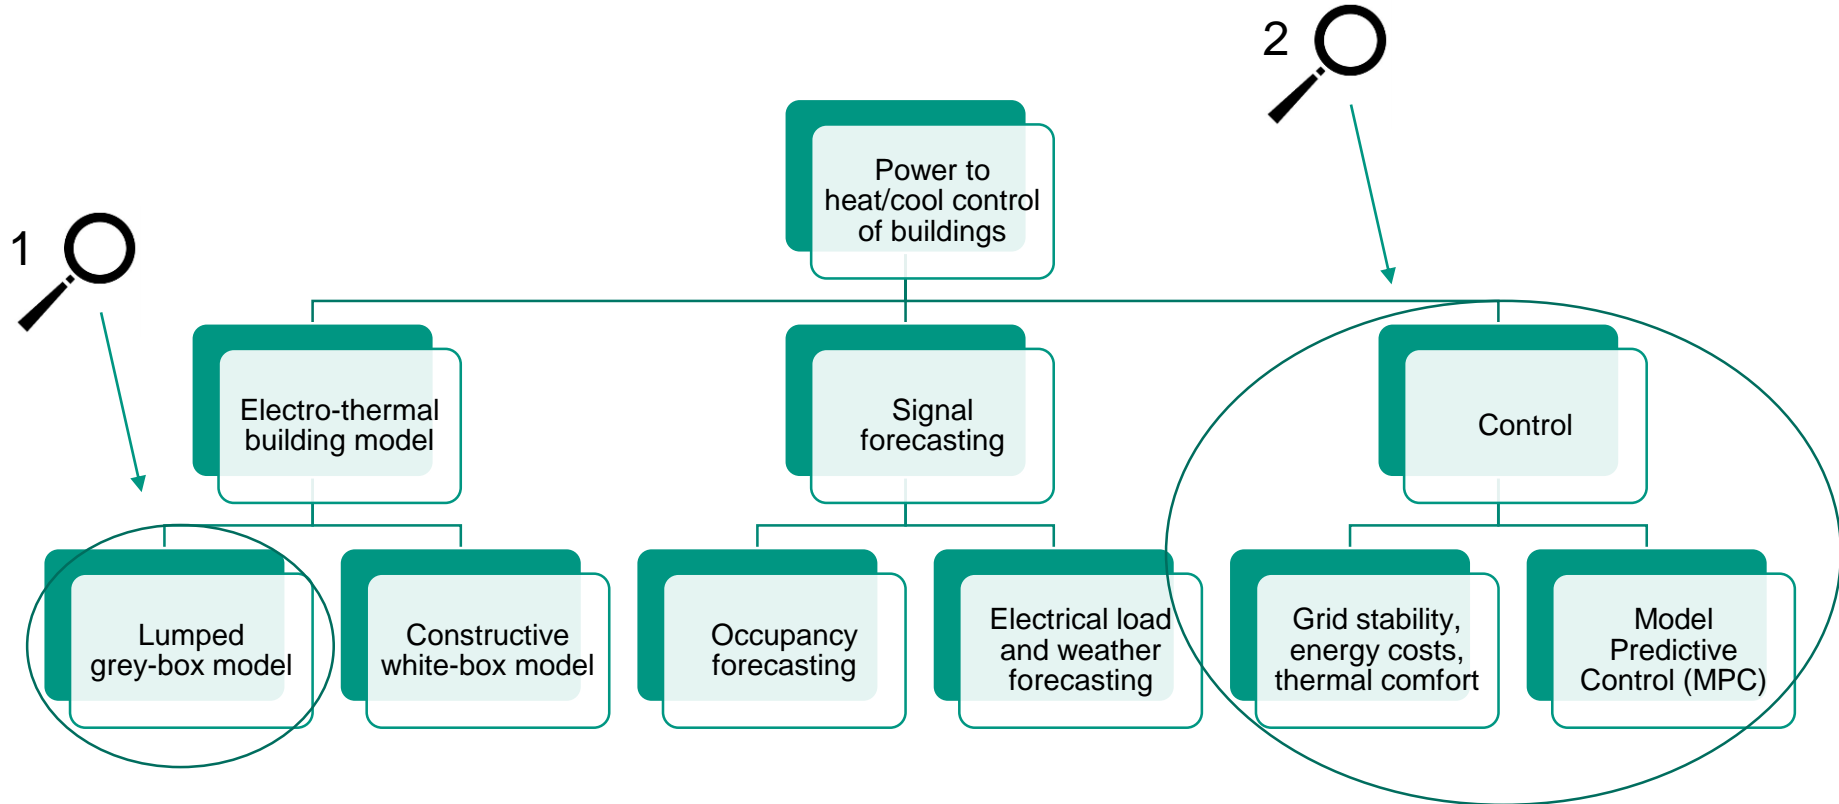 2
Power to
heat/cool control
of buildings
1
Electro-thermal
building model
Signal
forecasting
Control
Lumped
grey-box model
Constructive
white-box model
Occupancy
forecasting
Electrical load
and weather
forecasting
Grid stability,
energy costs,
thermal comfort
Model
Predictive
Control (MPC)